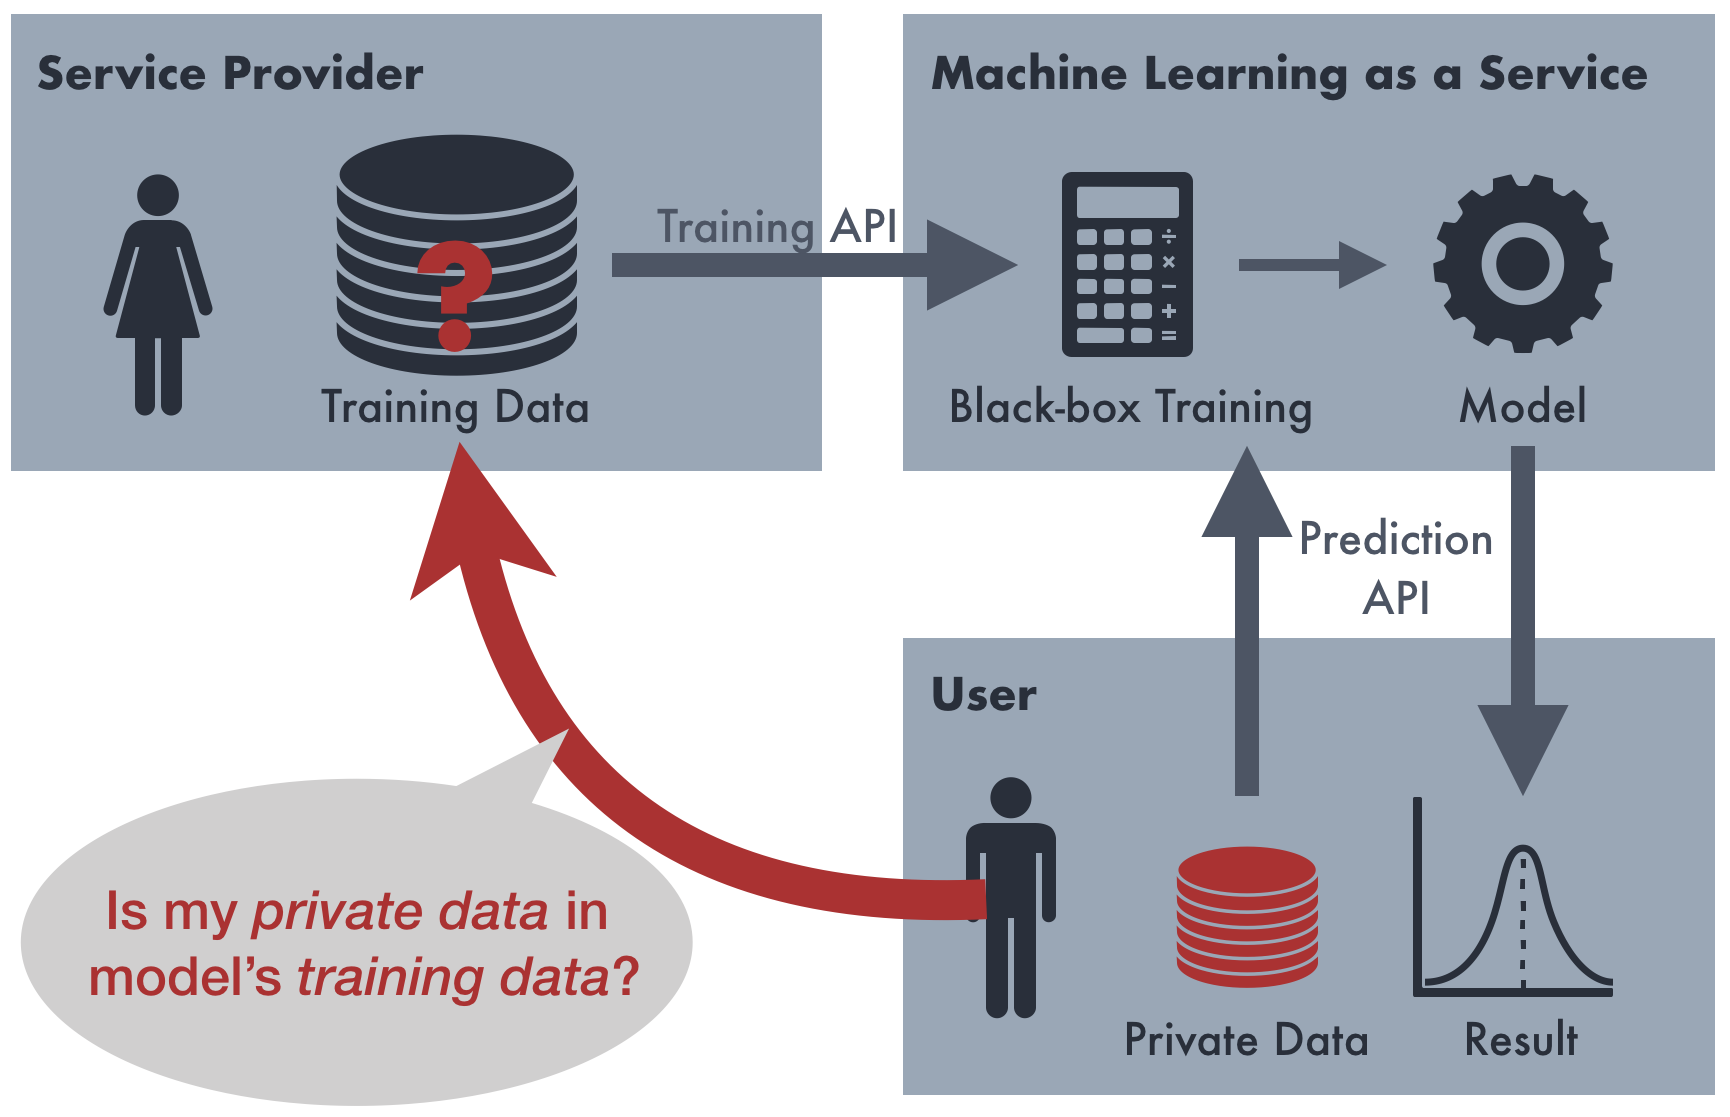 Service Provider
Training Data
Training API
Machine Learning as a Service
÷
×
−
+
=
Black-box Training
Model
Prediction
API
User
Private Data
Result
Is my private data in
model's training data?
?